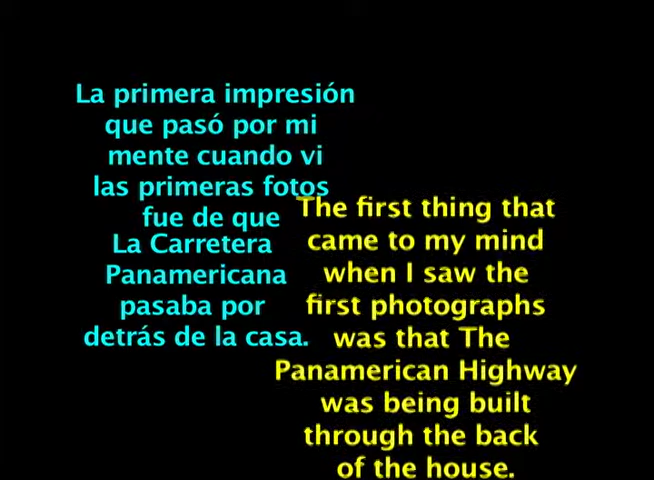 La primera impresión
que pasó por mi
mente cuando vi
las primeras fotos
fue de que
La Carretera
Panamericana
pasaba por
detrás de la casa.
The first thing that
came to my mind
when I saw the
first photographs
was that The
Panamerican Highway
was being built
through the back
of the house.